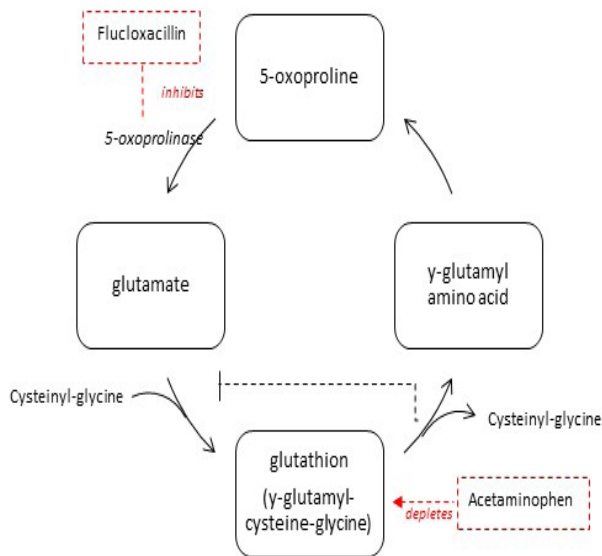 Flucloxacillin
5-oxoproline
inhibits
5-oxoprolinase
glutamate
y-glutamyl
amino acid
Cysteinyl-glycine
Cysteinyl-glycine
glutathion
(y-glutamyl-
cysteine-glycine)
depletes
Acetaminophen